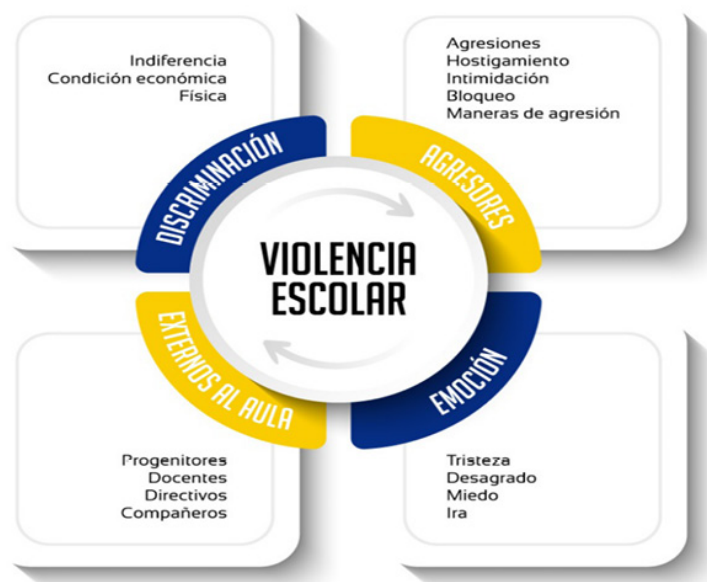 Indiferencia
Condición económica
Física
DISCRIMINACIÓN
Agresiones
Hostigamiento
Intimidación
Bloqueo
Maneras de agresión
AGRESORES
VIOLENCIA
ESCOLAR
EXTERNOS AL AULA
Progenitores
Docentes
Directivos
Compañeros
EMOCIÓN
Tristeza
Desagrado
Miedo
Ira